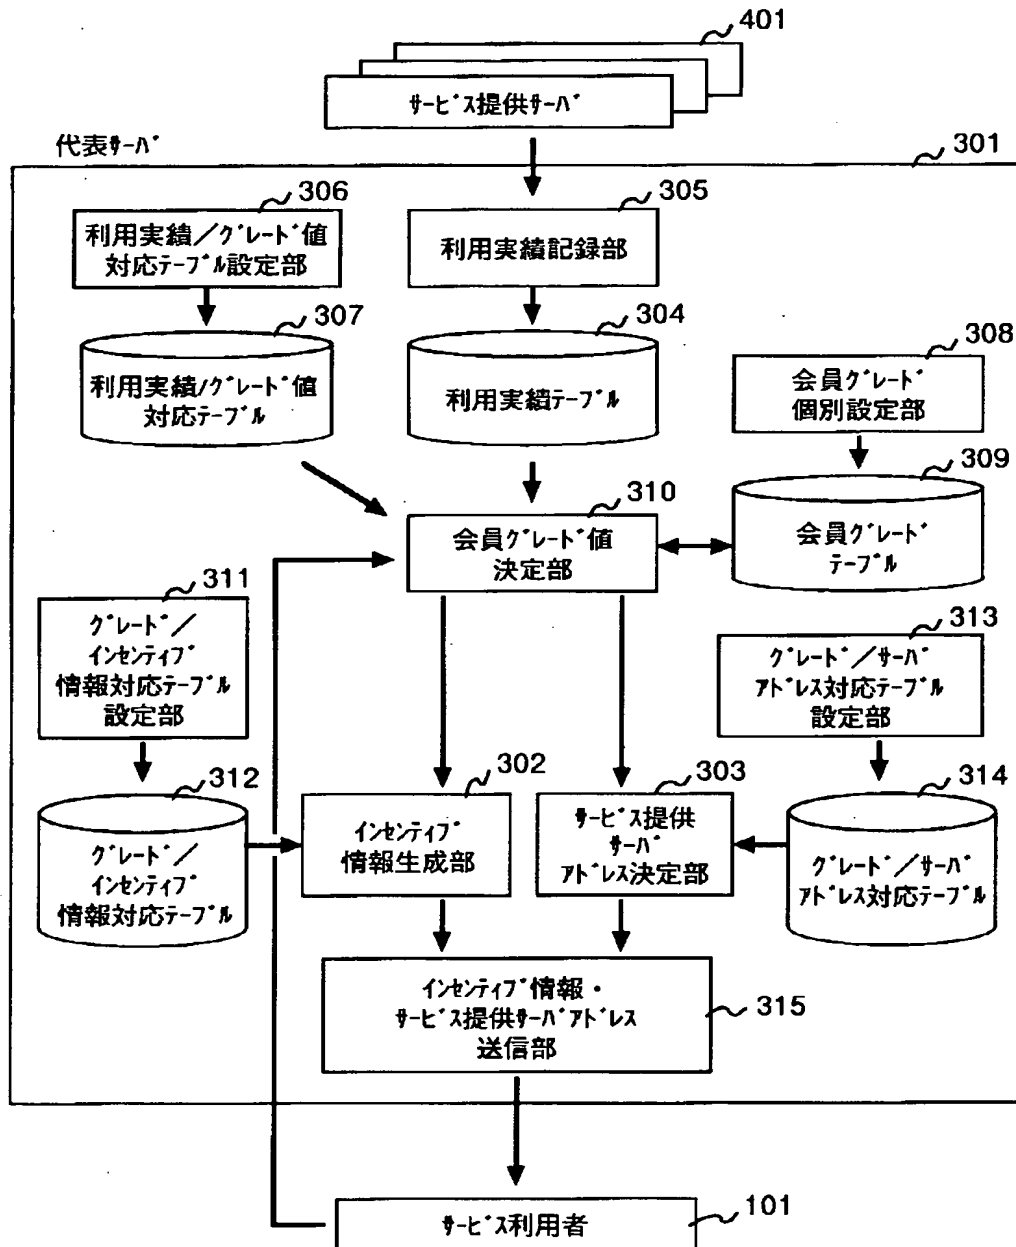 401
サービス提供サーバ
代表サーバ
301
306
利用実績/グレード値
対応テーブル設定部
305
利用実績記録部
307
利用実績/グレード値
対応テーブル
304
利用実績テーブル
308
会員グレード
個別設定部
309
会員グレード
テーブル
310
会員グレード値
決定部
311
グレード/
インセンティブ
情報対応テーブル
設定部
313
グレード/サーバ
アドレス対応テーブル
設定部
312
グレード/
インセンティブ
情報対応テーブル
302
インセンティブ
情報生成部
303
サービス提供
サーバ
アドレス決定部
314
グレード/サーバ
アドレス対応テーブル
インセンティブ情報・
サービス提供サーバアドレス
送信部
315
101
サービス利用者